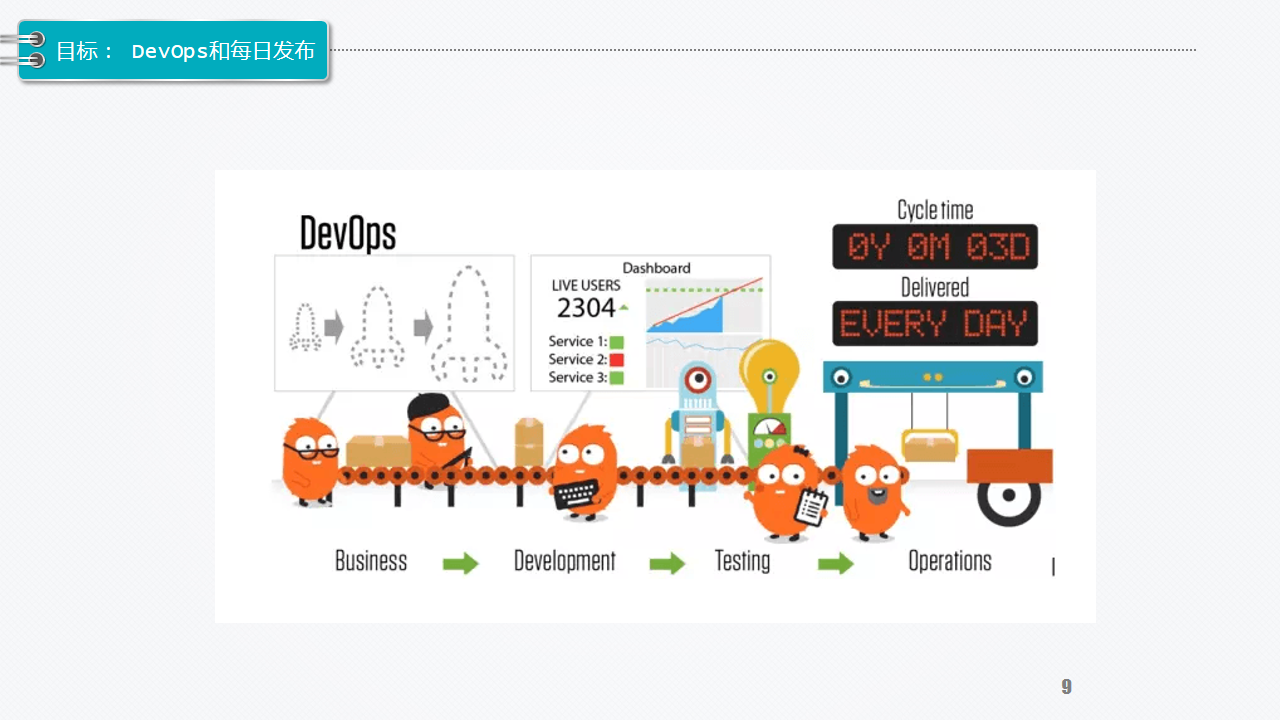 目标： DevOps和每日发布
DevOps
Dashboard
LIVE USERS
2304
Service 1:
Service 2:
Service 3:
Cycle time
0Y 0M 03D
Delivered
EVERY DAY
Business
Development
Testing
Operations
9